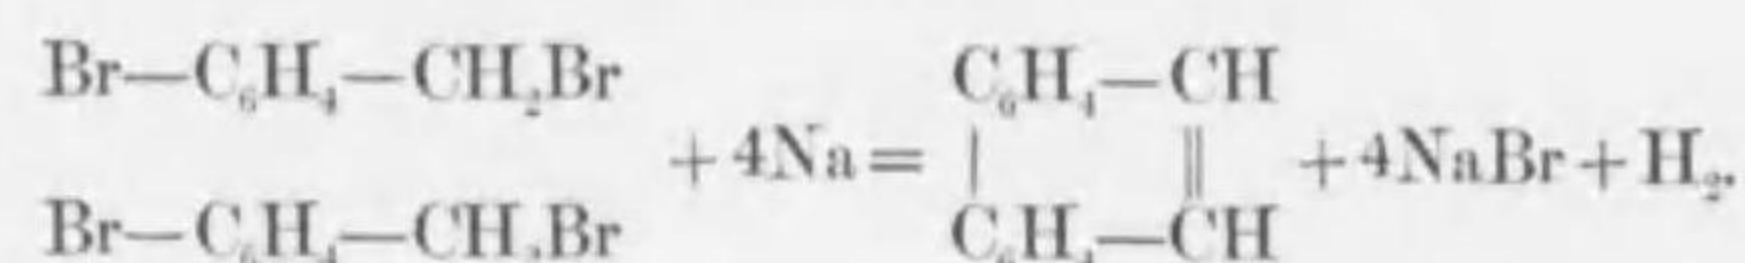 Br—C₆H₄—CH₂Br C₆H₄—CH
+4Na= | || +4NaBr+H₂.
Br—C₆H₄—CH₂Br C₆H₄—CH